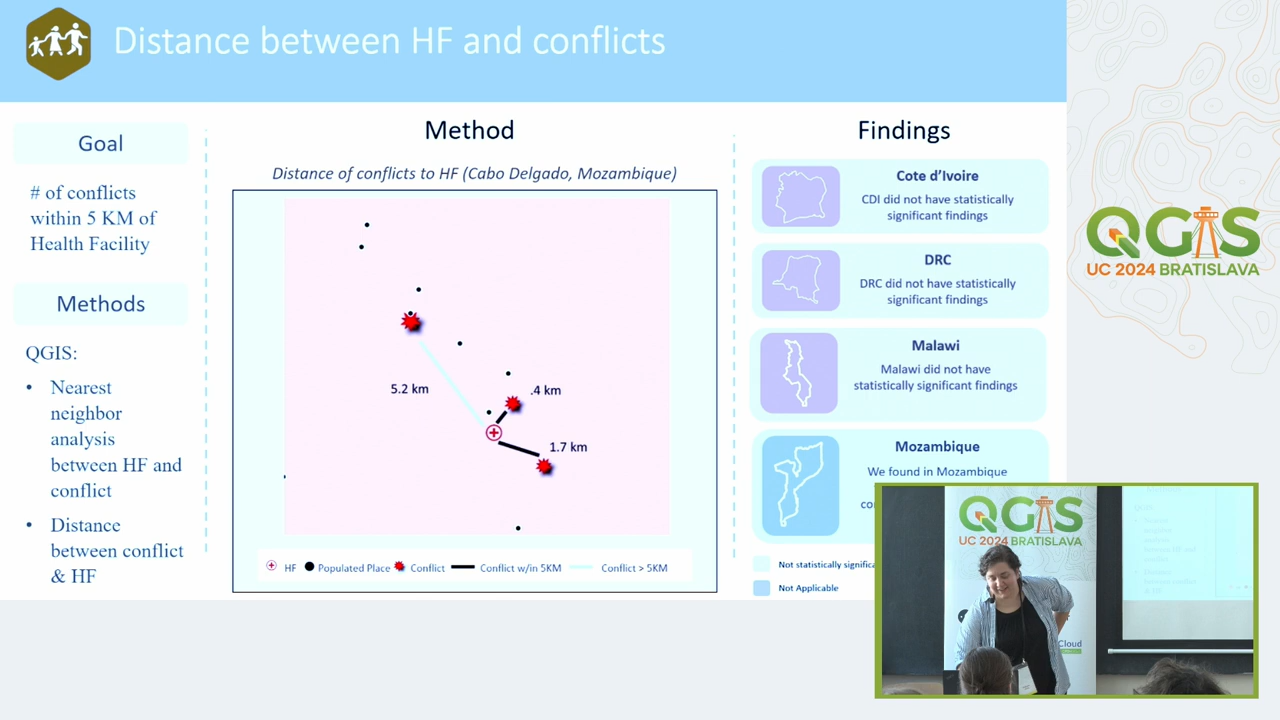 Distance between HF and conflicts
Goal
# of conflicts
within 5 KM of
Health Facility
Methods
QGIS:
• Nearest
neighbor
analysis
between HF and
conflict
• Distance
between conflict
& HF
Method
Distance of conflicts to HF (Cabo Delgado, Mozambique)
5.2 km
.4 km
1.7 km
HF
Populated Place
Conflict
Conflict w/in 5KM
Conflict > 5KM
Findings
Cote d'Ivoire
CDI did not have statistically
significant findings
DRC
DRC did not have statistically
significant findings
Malawi
Malawi did not have
statistically significant findings
Mozambique
We found in Mozambique
Not statistically
Not Applicable
QGIS
UC 2024 BRATISLAVA
QGIS
UC 2024 BRATISLAVA
Cloud